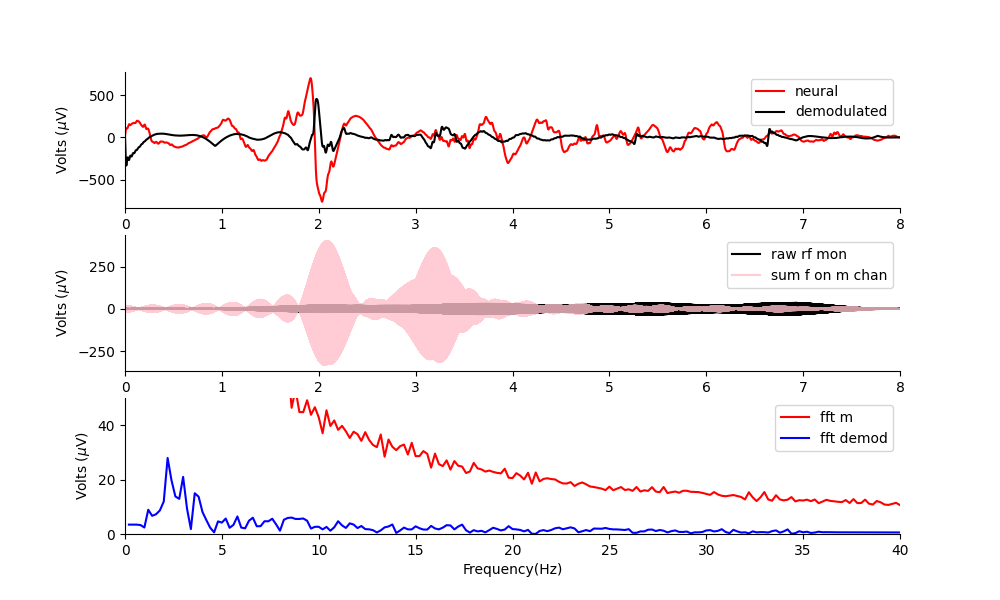 Volts (μV)
500
0
−500
neural
demodulated
0 1 2 3 4 5 6 7 8
Volts (μV)
250
0
−250
raw rf mon
sum f on m chan
0 1 2 3 4 5 6 7 8
Volts (μV)
40
20
0
fft m
fft demod
0 5 10 15 20 25 30 35 40
Frequency(Hz)